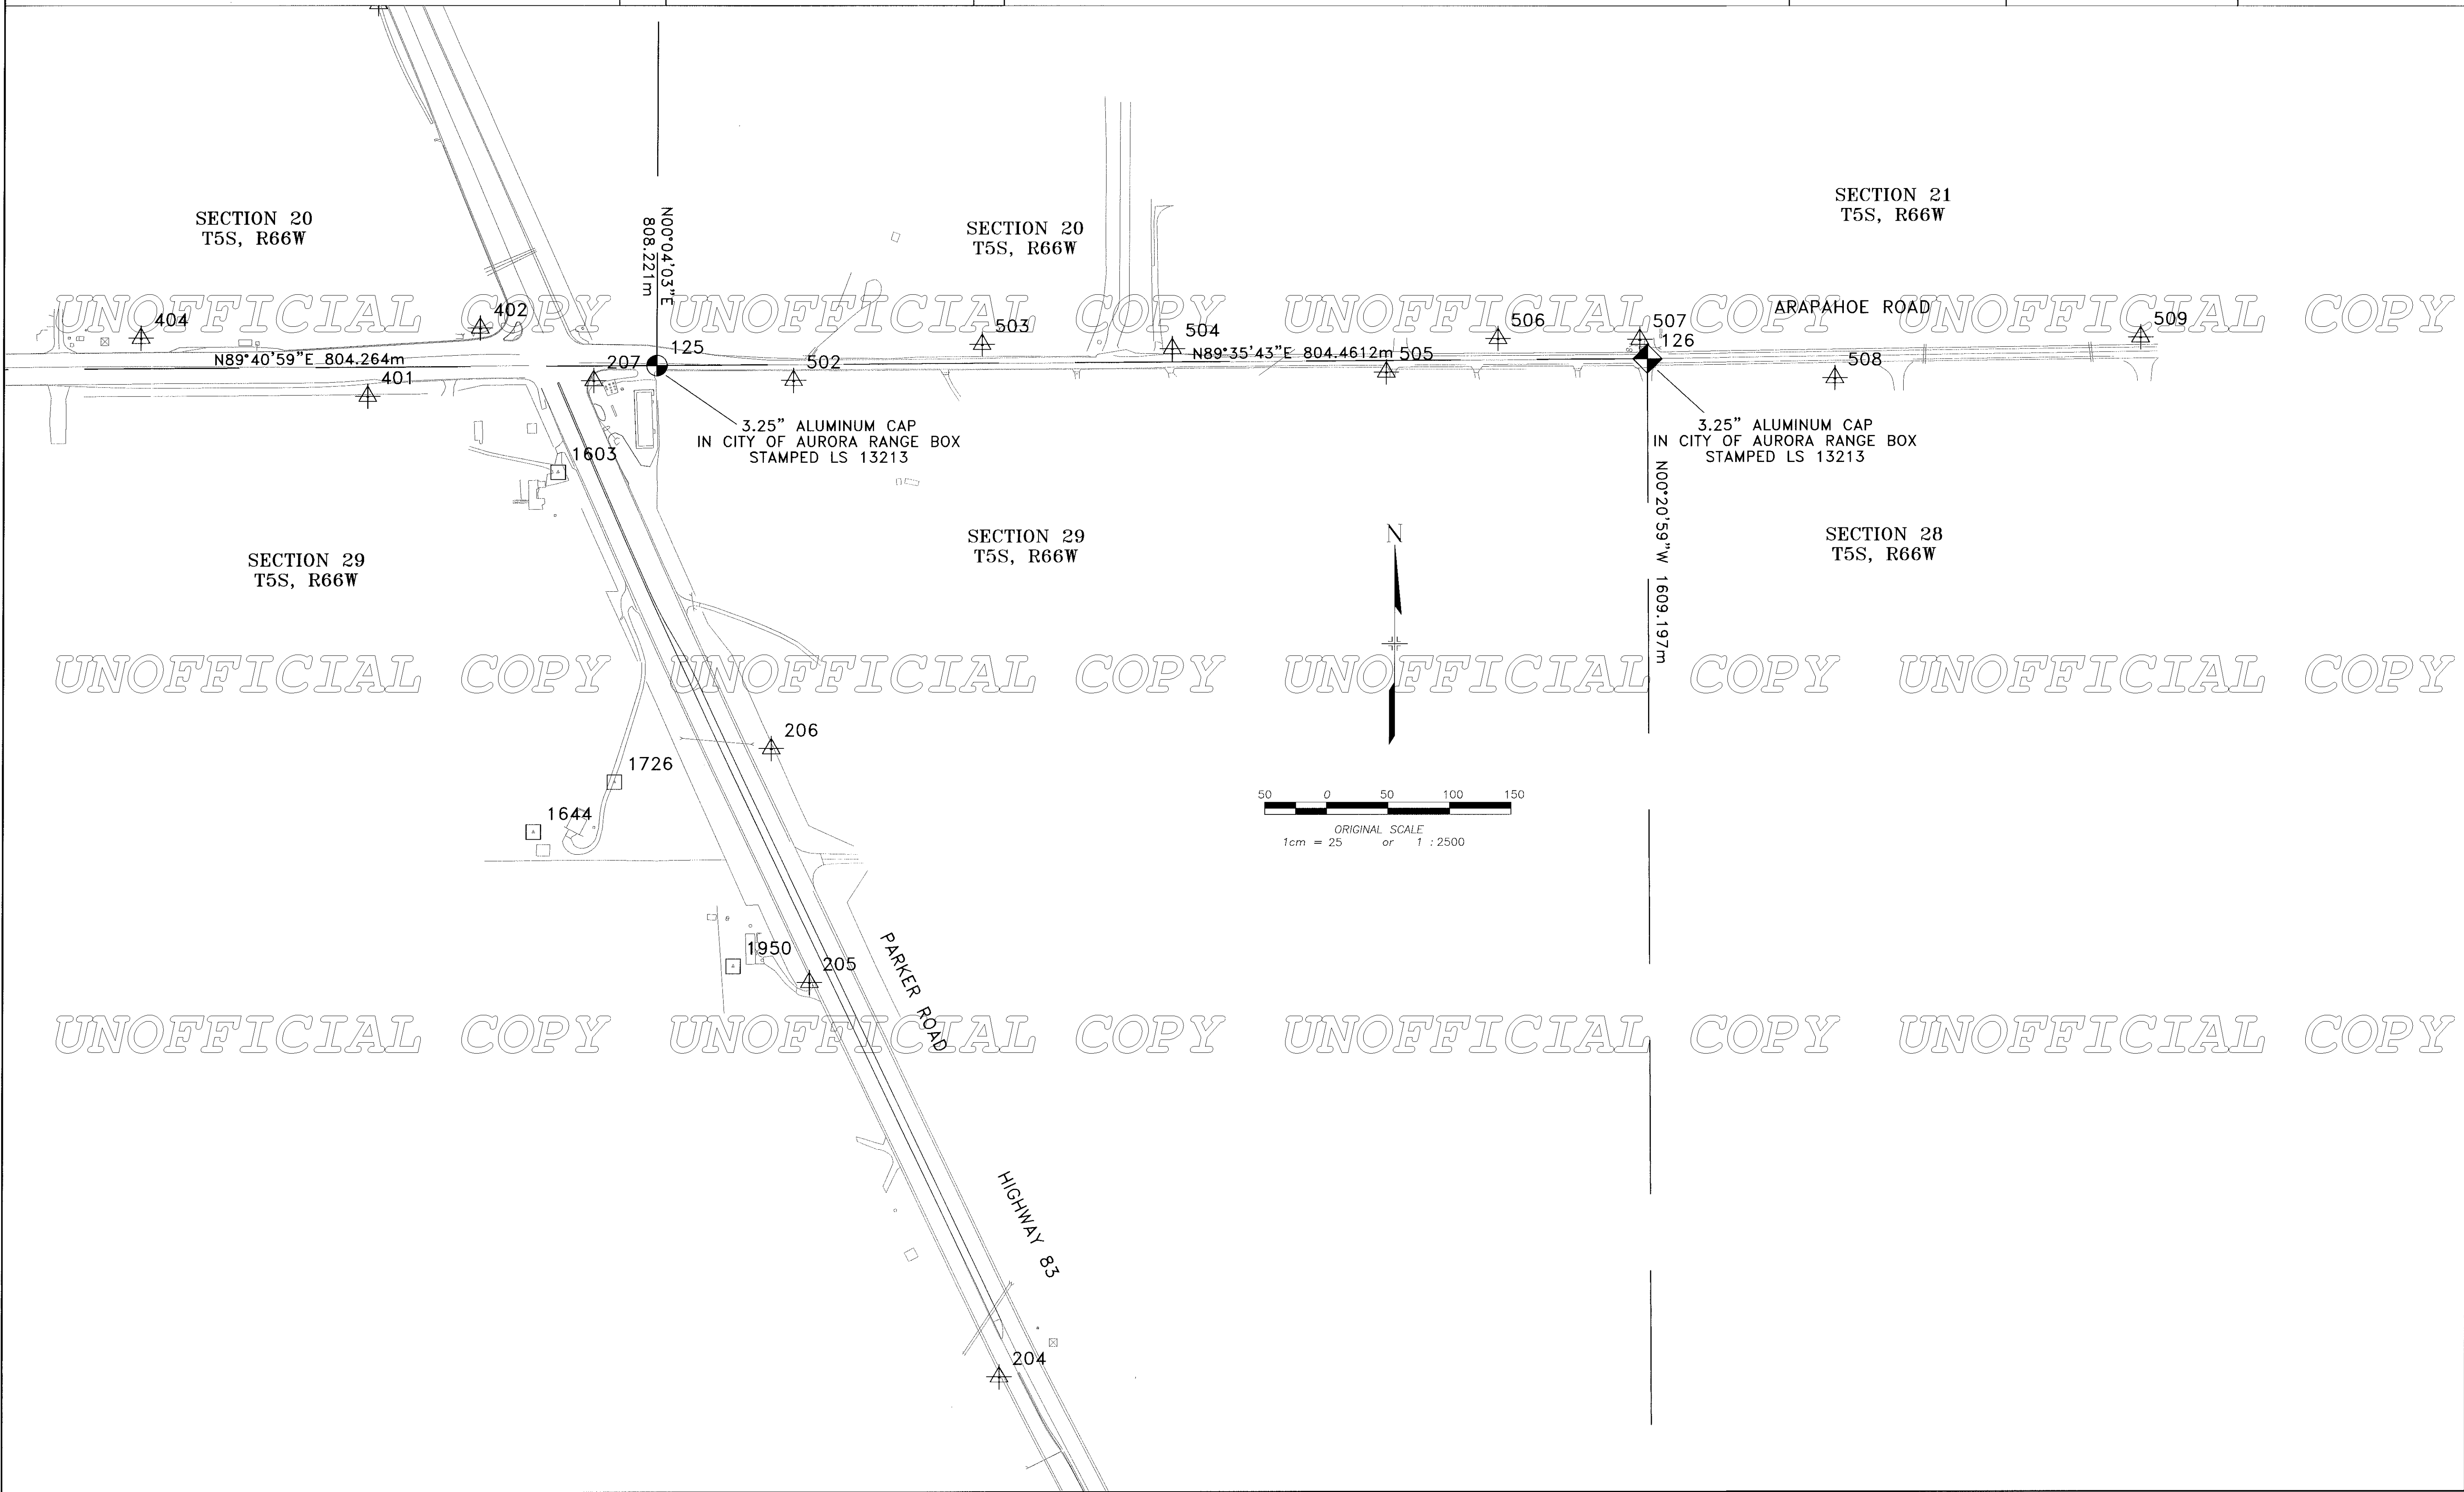 SECTION 20
T5S, R66W
SECTION 20
T5S, R66W
SECTION 21
T5S, R66W
N00°04'03"E
808.221m
UNOFFICIAL COPY UNOFFICIAL COPY UNOFFICIAL COPY UNOFFICIAL COPY
ARAPAHOE ROAD
404
402
503
504
506
507
509
125
126
N89°40'59"E 804.264m
207
502
N89°35'43"E 804.4612m
505
508
401
3.25" ALUMINUM CAP
IN CITY OF AURORA RANGE BOX
STAMPED LS 13213
3.25" ALUMINUM CAP
IN CITY OF AURORA RANGE BOX
STAMPED LS 13213
1603
N00°20'59"W 1609.197m
SECTION 29
T5S, R66W
SECTION 29
T5S, R66W
N
SECTION 28
T5S, R66W
UNOFFICIAL COPY UNOFFICIAL COPY UNOFFICIAL COPY UNOFFICIAL COPY
206
1726
1644
50 0 50 100 150
ORIGINAL SCALE
1cm = 25 or 1 : 2500
1950
205
PARKER ROAD
UNOFFICIAL COPY UNOFFICIAL COPY UNOFFICIAL COPY UNOFFICIAL COPY
HIGHWAY 83
204